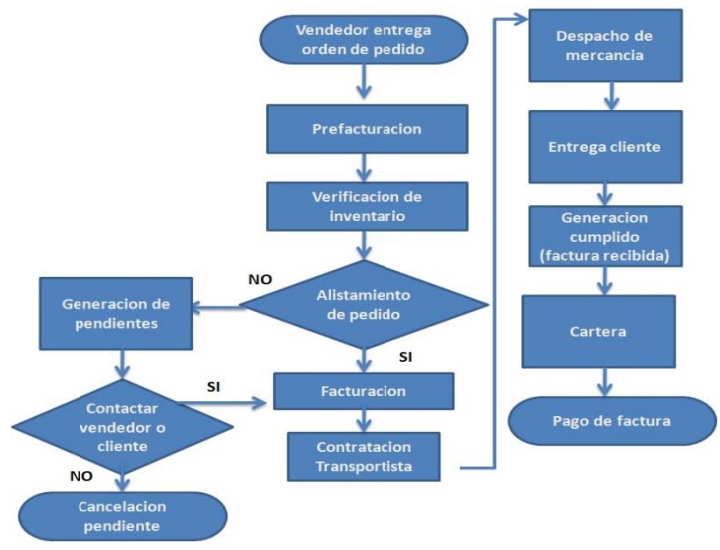 Vendedor entrega
orden de pedido
Prefacturacion
Verificacion de
inventario
Alistamiento
de pedido
NO
SI
Generacion de
pendientes
Contactar
vendedor o
cliente
SI
NO
Cancelacion
pendiente
Facturacion
Contratacion
Transportista
Despacho de
mercancia
Entrega cliente
Generacion
cumplido
(factura recibida)
Cartera
Pago de factura